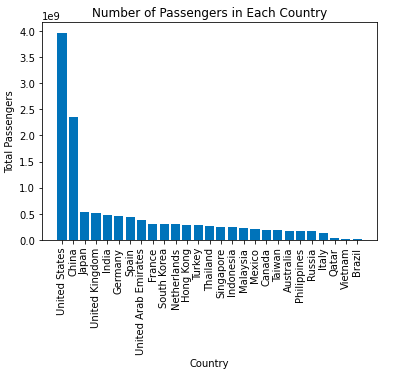 Number of Passengers in Each Country
1e9
4.0
3.5
3.0
2.5
2.0
1.5
1.0
0.5
0.0
Total Passengers
United States
China
Japan
United Kingdom
India
Germany
Spain
United Arab Emirates
France
South Korea
Netherlands
Hong Kong
Turkey
Thailand
Singapore
Indonesia
Malaysia
Mexico
Canada
Taiwan
Australia
Philippines
Russia
Italy
Qatar
Vietnam
Brazil
Country